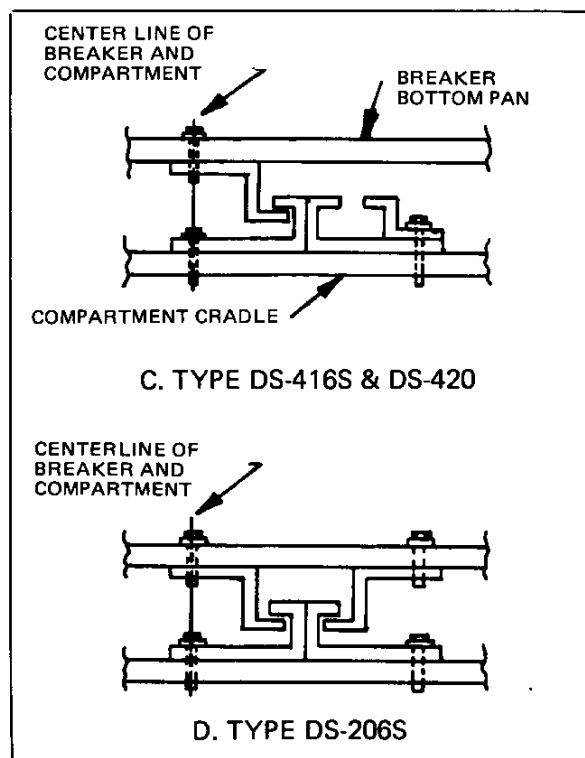 CENTER LINE OF
BREAKER AND
COMPARTMENT
BREAKER
BOTTOM PAN
COMPARTMENT CRADLE
C. TYPE DS-416S & DS-420
CENTERLINE OF
BREAKER AND
COMPARTMENT
D. TYPE DS-206S